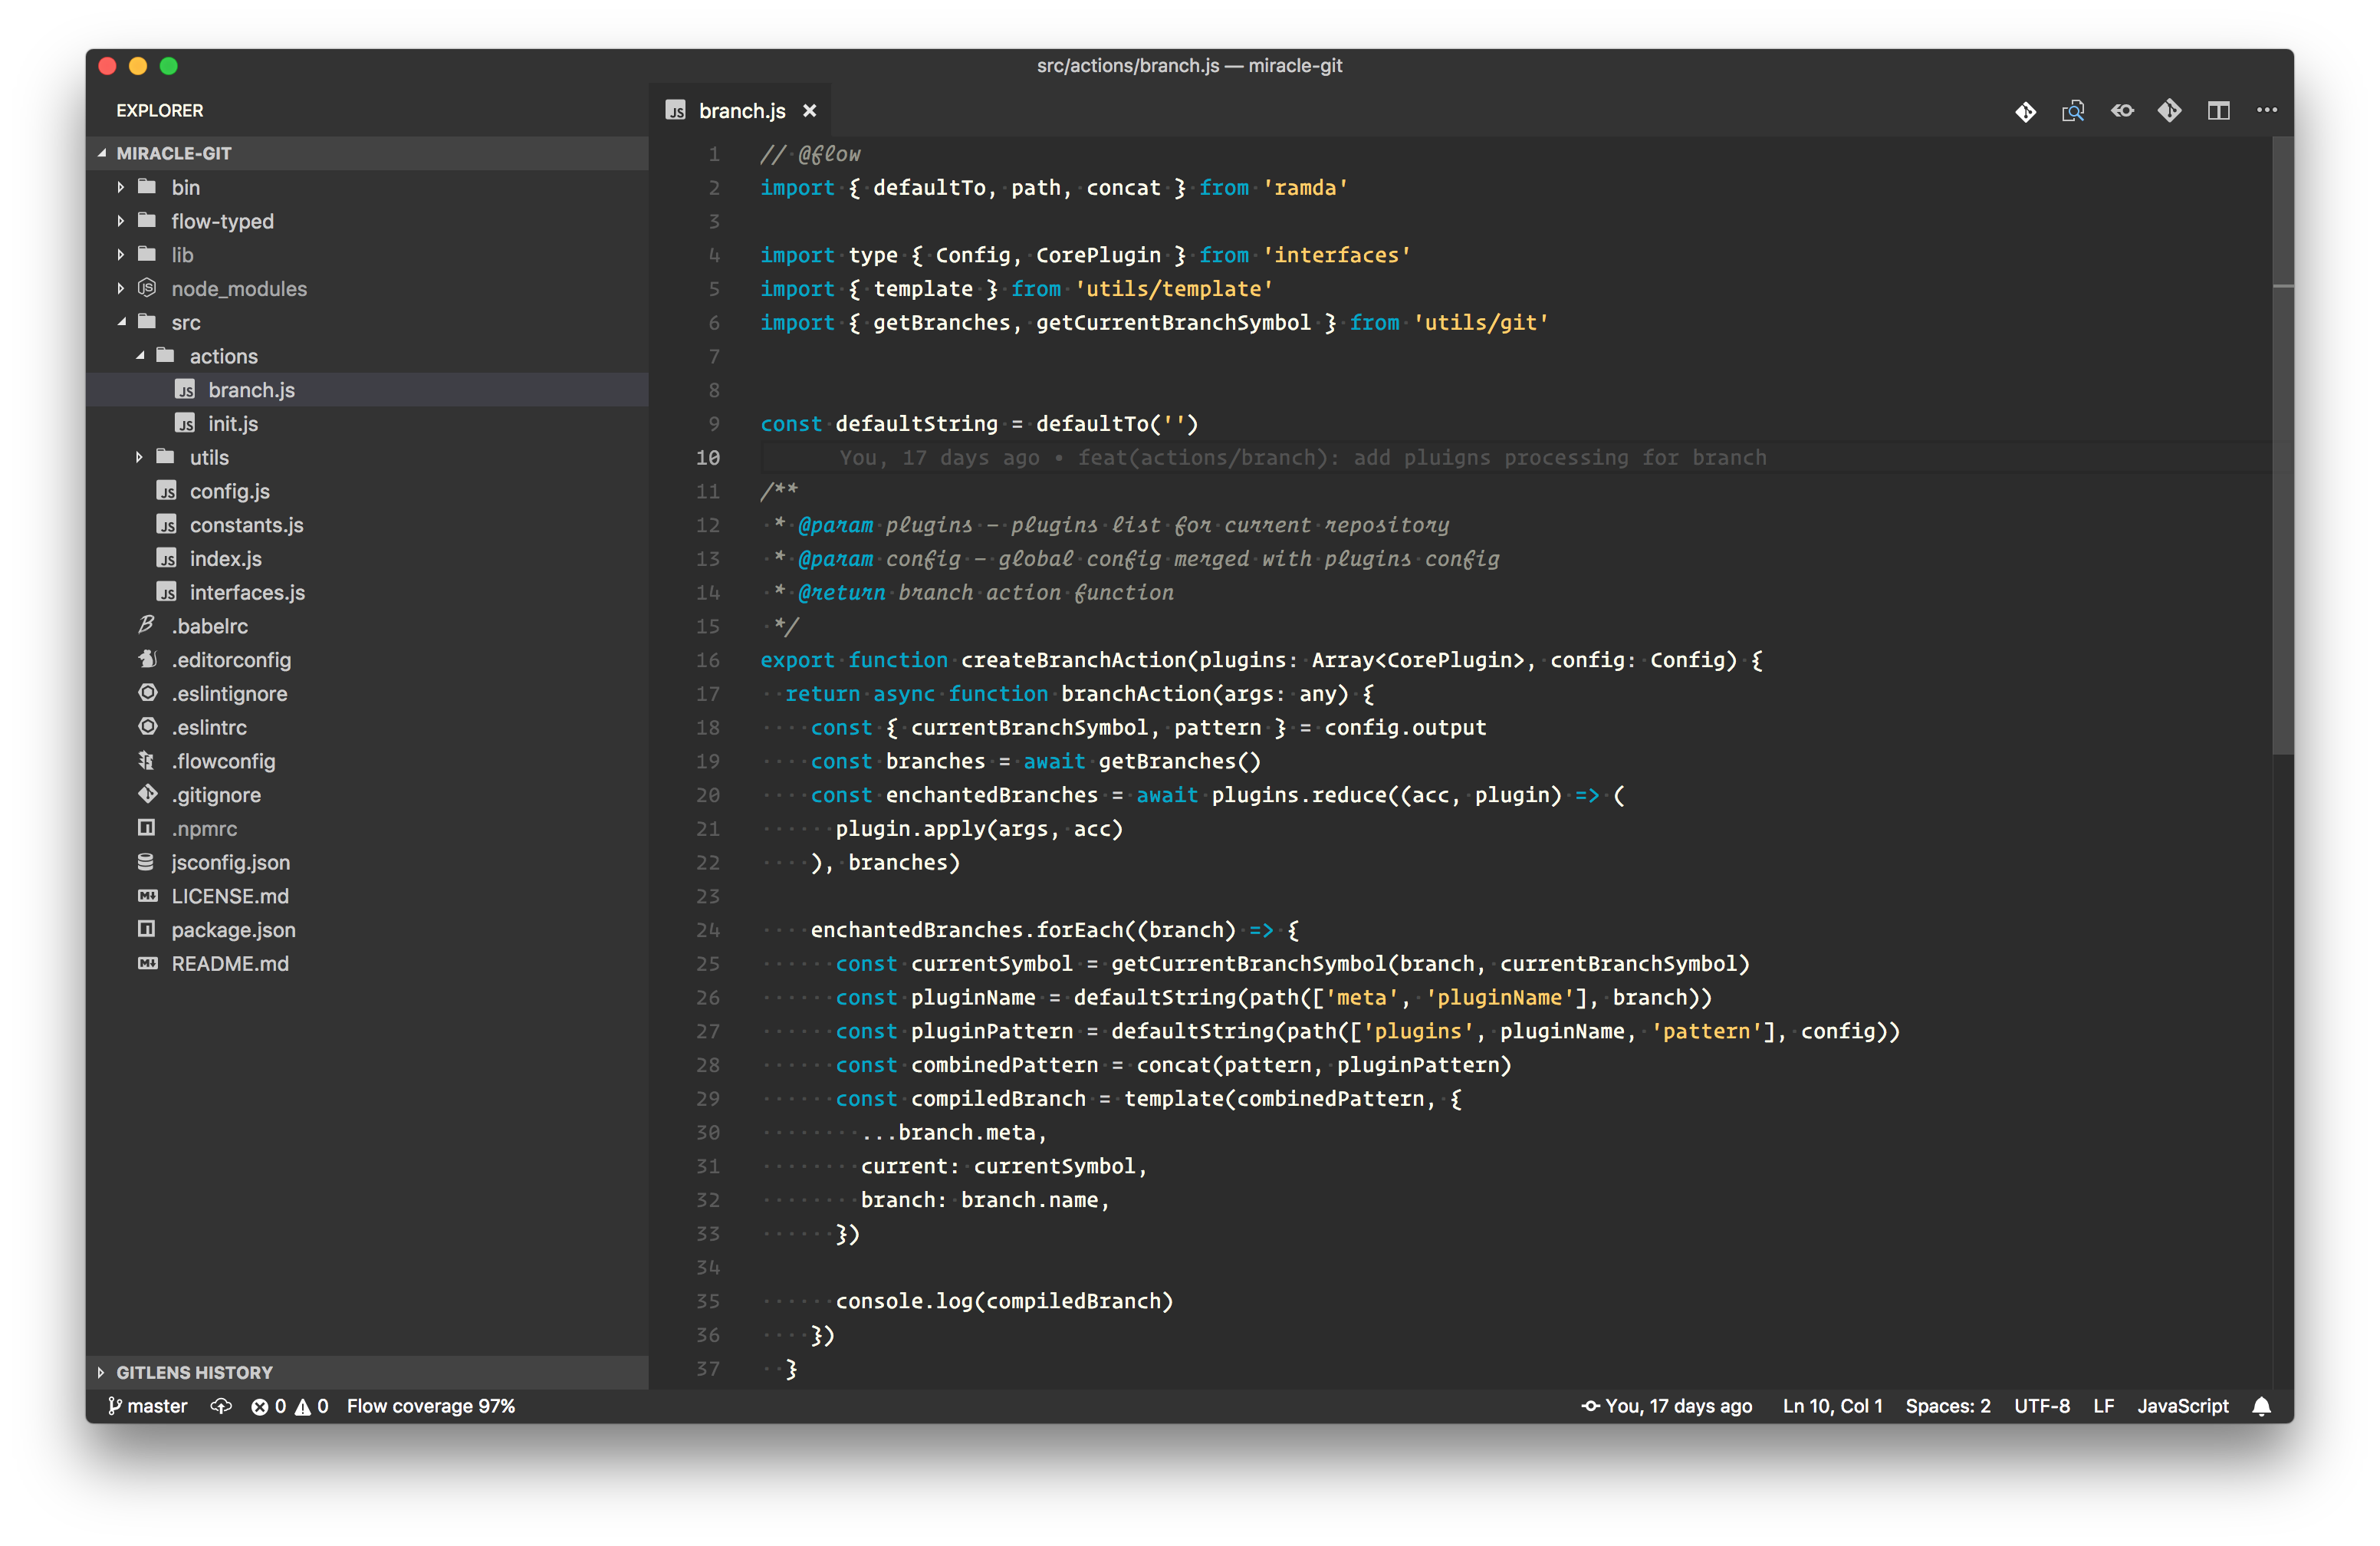 src/actions/branch.js — miracle-git
EXPLORER
MIRACLE-GIT
bin
flow-typed
lib
node_modules
src
actions
branch.js
init.js
utils
config.js
constants.js
index.js
interfaces.js
.babelrc
.editorconfig
.eslintignore
.eslintrc
.flowconfig
.gitignore
.npmrc
jsconfig.json
LICENSE.md
package.json
README.md
GITLENS HISTORY
JS branch.js ×
1 // @flow
2 import { defaultTo, path, concat } from 'ramda'
3
4 import type { Config, CorePlugin } from 'interfaces'
5 import { template } from 'utils/template'
6 import { getBranches, getCurrentBranchSymbol } from 'utils/git'
7
8
9 const defaultString = defaultTo('')
10 You, 17 days ago • feat(actions/branch): add pluigns processing for branch
11 /**
12  * @param plugins - plugins list for current repository
13  * @param config - global config merged with plugins config
14  * @return branch action function
15  */
16 export function createBranchAction(plugins: Array<CorePlugin>, config: Config) {
17   return async function branchAction(args: any) {
18     const { currentBranchSymbol, pattern } = config.output
19     const branches = await getBranches()
20     const enchantedBranches = await plugins.reduce((acc, plugin) => (
21       plugin.apply(args, acc)
22     ), branches)
23
24     enchantedBranches.forEach((branch) => {
25       const currentSymbol = getCurrentBranchSymbol(branch, currentBranchSymbol)
26       const pluginName = defaultString(path(['meta', 'pluginName'], branch))
27       const pluginPattern = defaultString(path(['plugins', pluginName, 'pattern'], config))
28       const combinedPattern = concat(pattern, pluginPattern)
29       const compiledBranch = template(combinedPattern, {
30         ...branch.meta,
31         current: currentSymbol,
32         branch: branch.name,
33       })
34
35       console.log(compiledBranch)
36     })
37   }
master 0 0 Flow coverage 97% You, 17 days ago Ln 10, Col 1 Spaces: 2 UTF-8 LF JavaScript